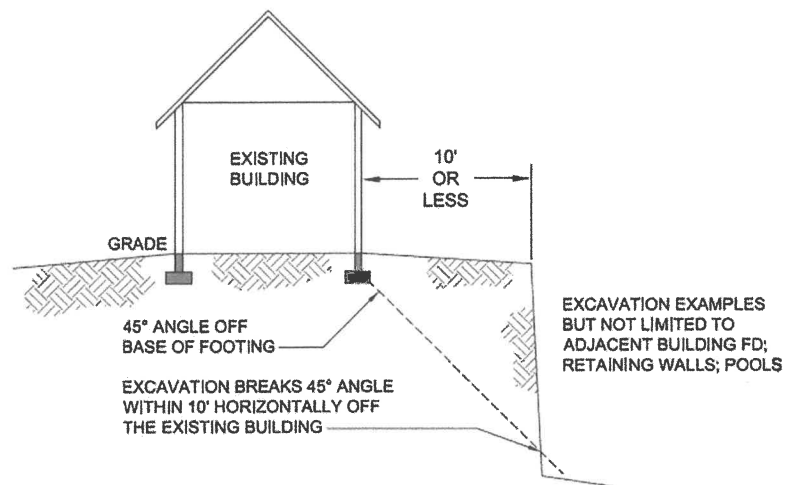 EXISTING
BUILDING
10'
OR
LESS
GRADE
45° ANGLE OFF
BASE OF FOOTING
EXCAVATION EXAMPLES
BUT NOT LIMITED TO
ADJACENT BUILDING FD;
RETAINING WALLS; POOLS
EXCAVATION BREAKS 45° ANGLE
WITHIN 10' HORIZONTALLY OFF
THE EXISTING BUILDING